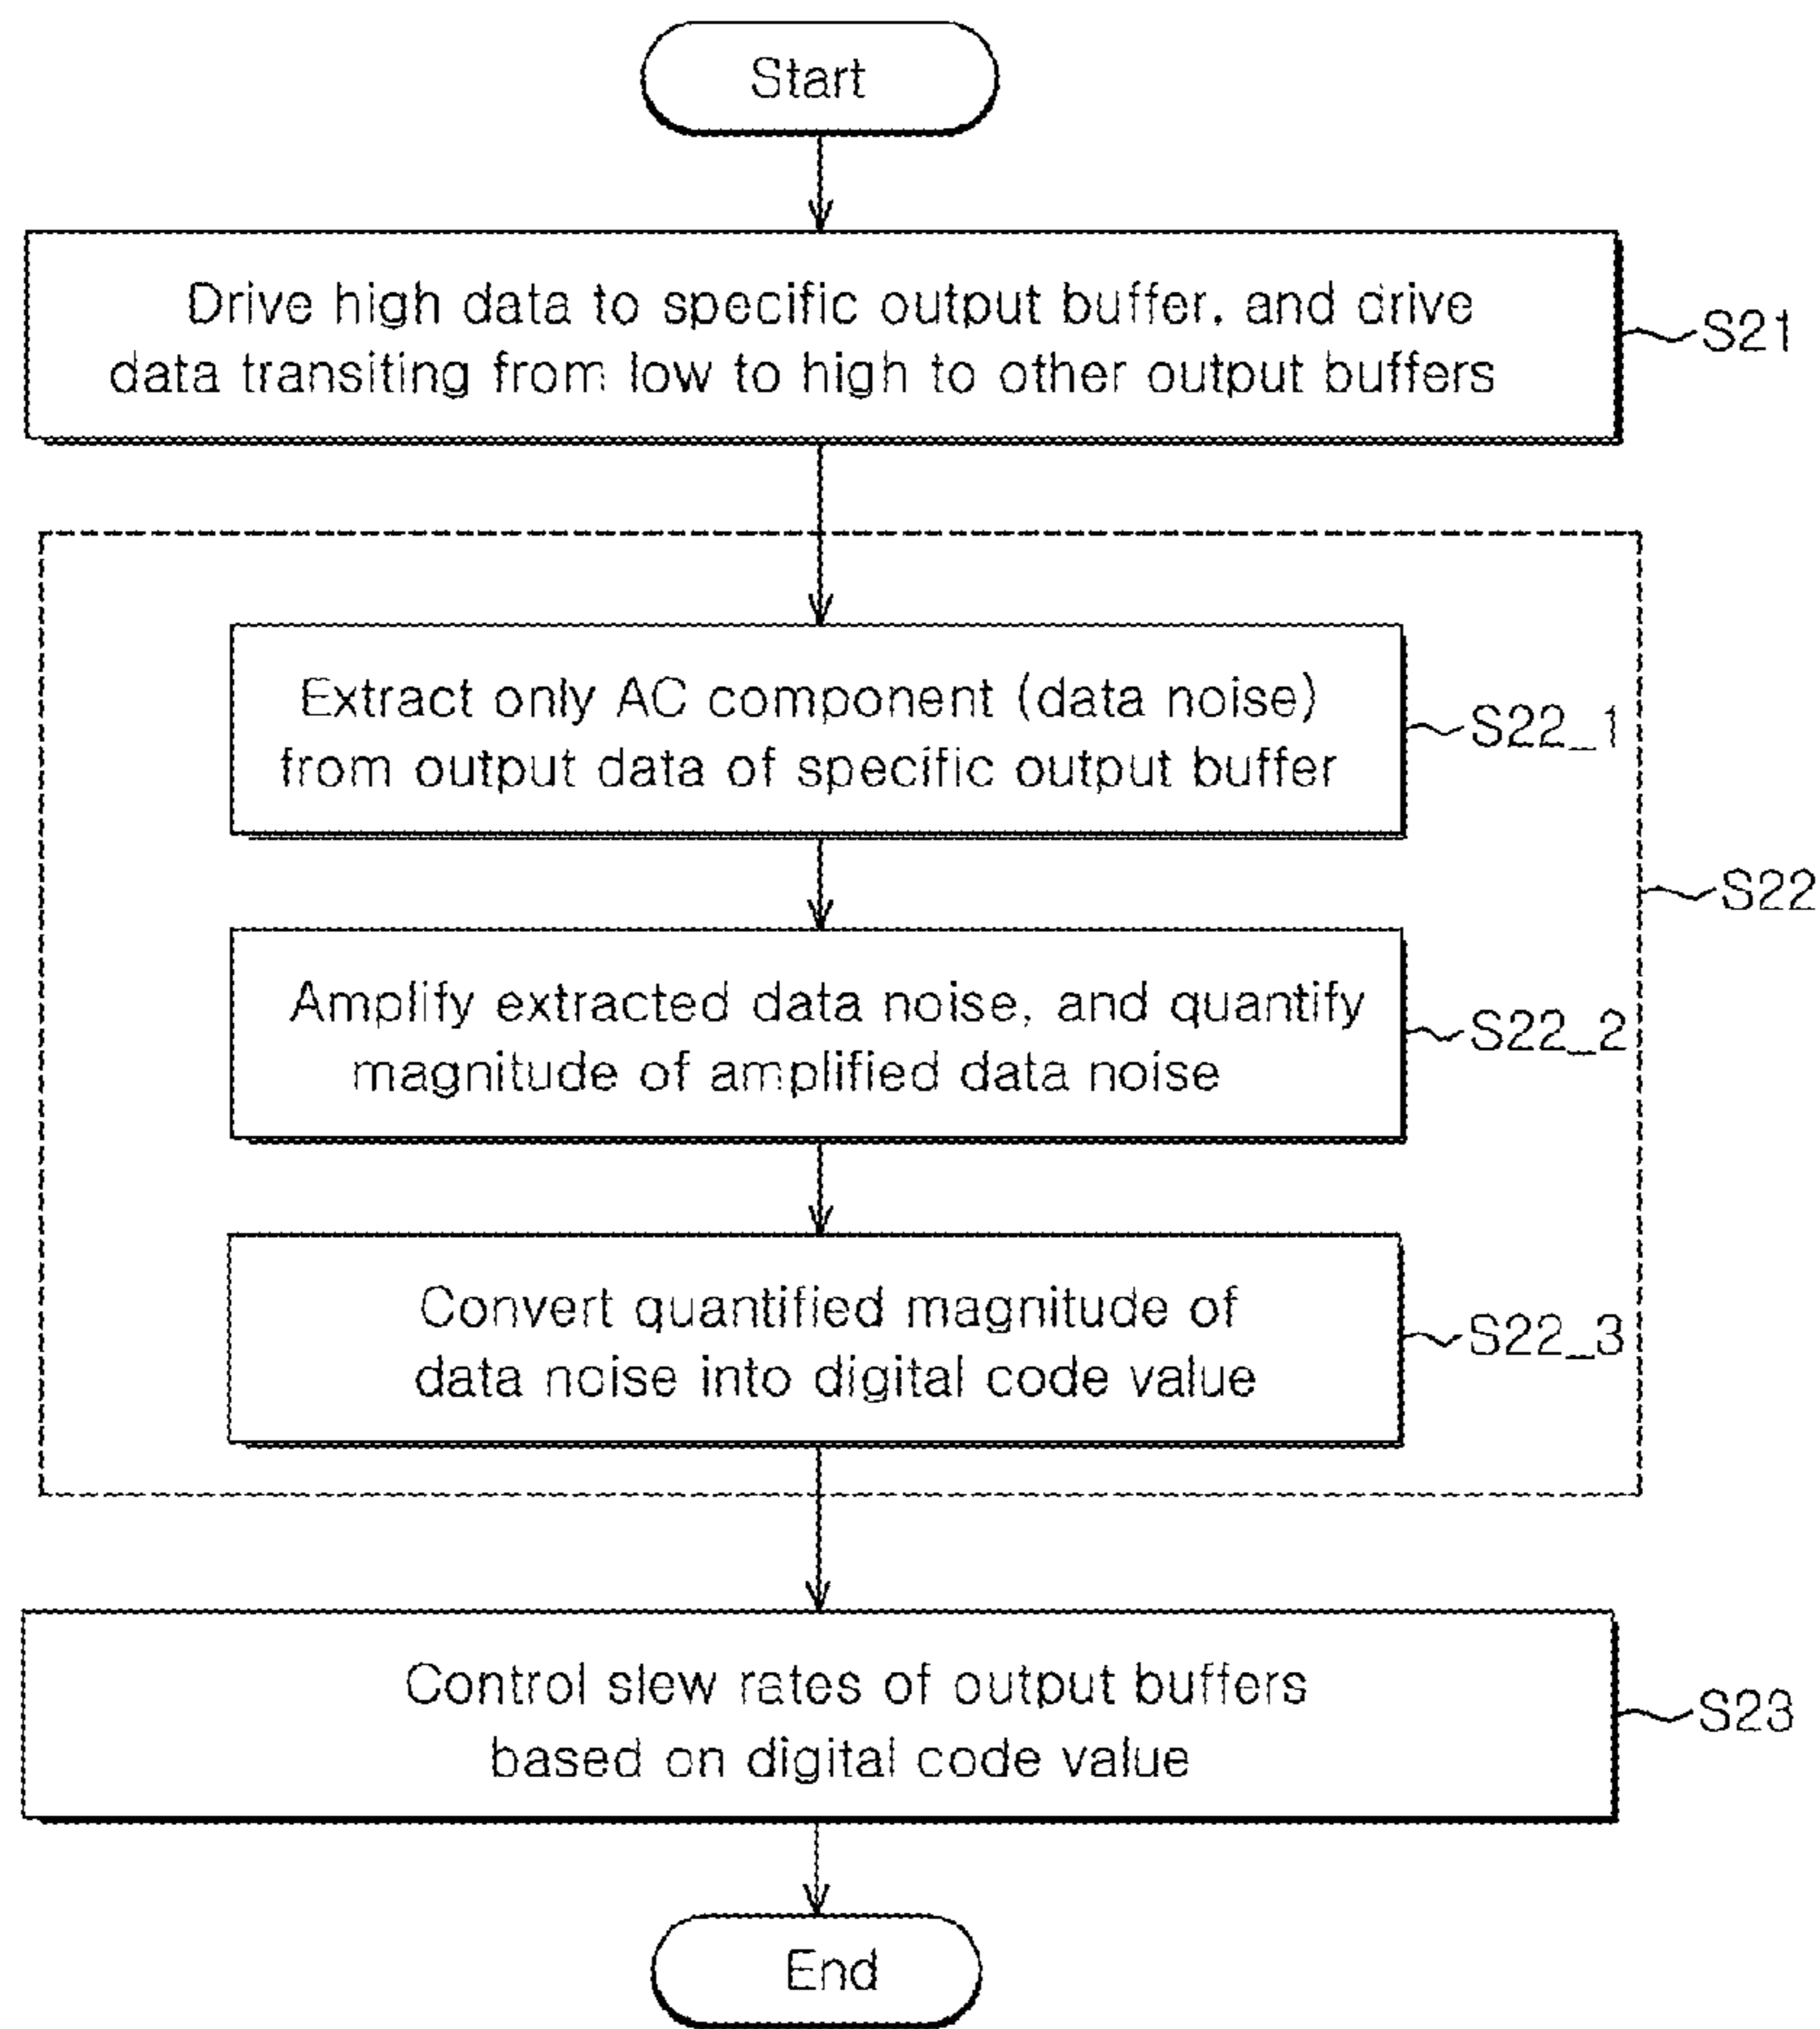 Start
Drive high data to specific output buffer, and drive
data transiting from low to high to other output buffers
S21
Extract only AC component (data noise)
from output data of specific output buffer
S22_1
S22
Amplify extracted data noise, and quantify
magnitude of amplified data noise
S22_2
Convert quantified magnitude of
data noise into digital code value
S22_3
Control slew rates of output buffers
based on digital code value
S23
End